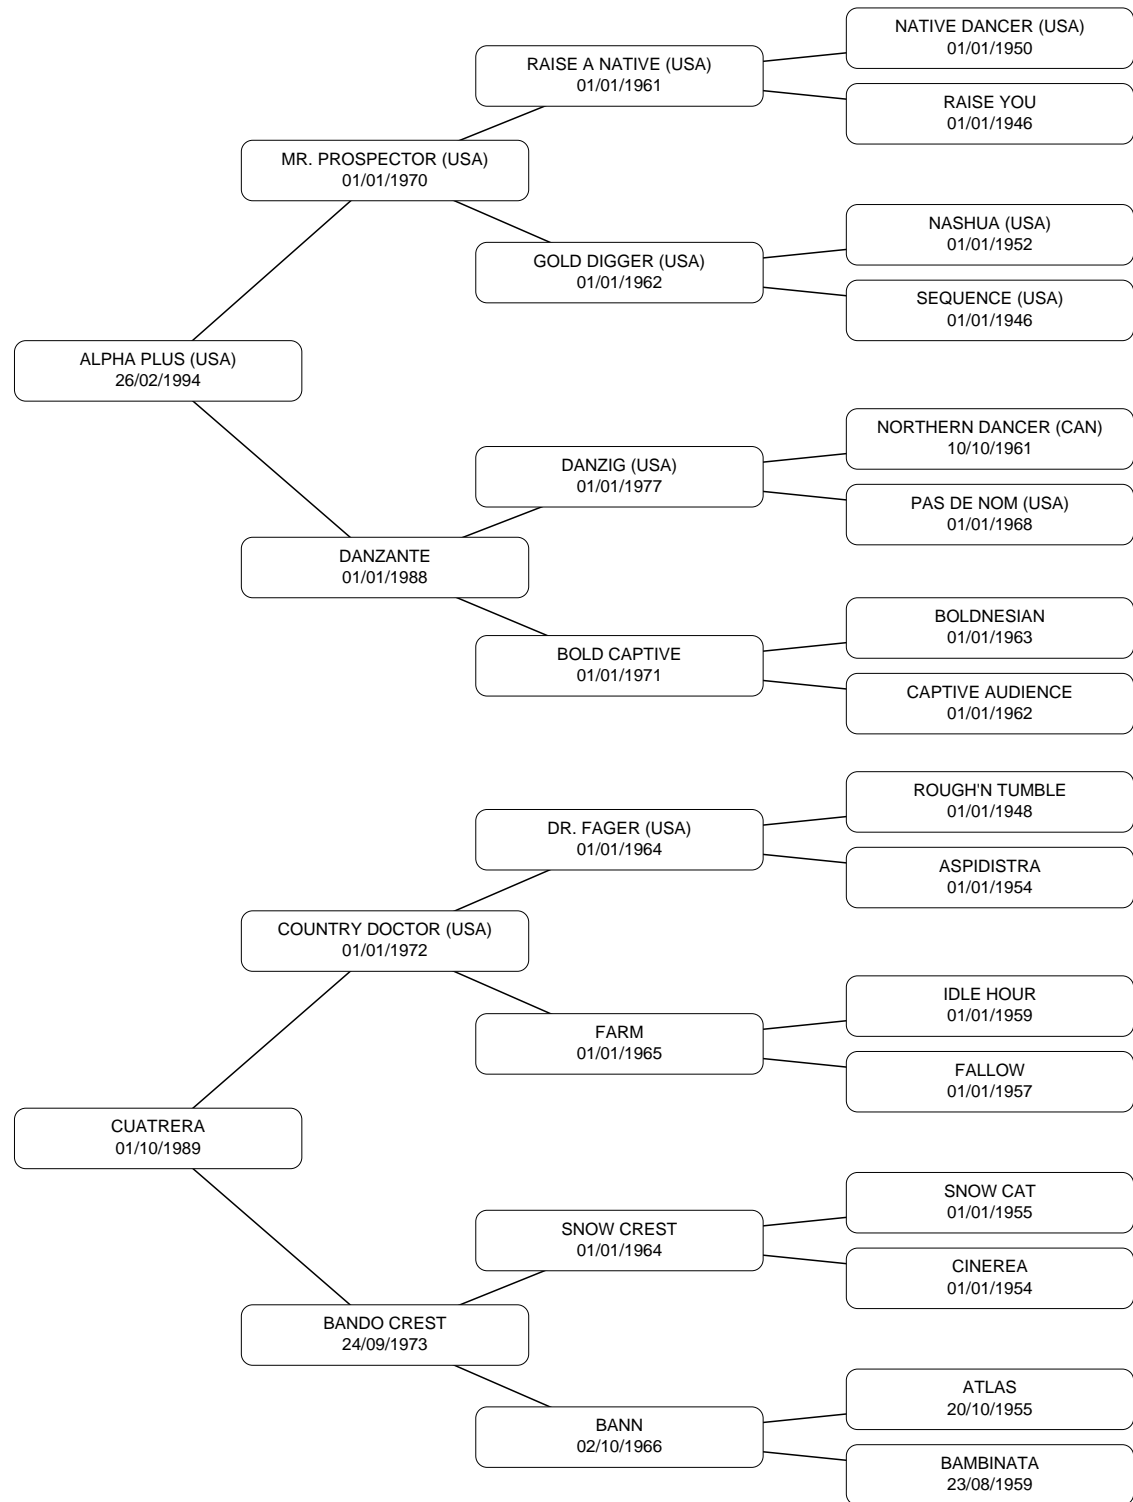 NATIVE DANCER (USA)
01/01/1950
RAISE A NATIVE (USA)
01/01/1961
RAISE YOU
01/01/1946
MR. PROSPECTOR (USA)
01/01/1970
NASHUA (USA)
01/01/1952
GOLD DIGGER (USA)
01/01/1962
SEQUENCE (USA)
01/01/1946
ALPHA PLUS (USA)
26/02/1994
NORTHERN DANCER (CAN)
10/10/1961
DANZIG (USA)
01/01/1977
PAS DE NOM (USA)
01/01/1968
DANZANTE
01/01/1988
BOLDNESIAN
01/01/1963
BOLD CAPTIVE
01/01/1971
CAPTIVE AUDIENCE
01/01/1962
ROUGH'N TUMBLE
01/01/1948
DR. FAGER (USA)
01/01/1964
ASPIDISTRA
01/01/1954
COUNTRY DOCTOR (USA)
01/01/1972
IDLE HOUR
01/01/1959
FARM
01/01/1965
FALLOW
01/01/1957
CUATRERA
01/10/1989
SNOW CAT
01/01/1955
SNOW CREST
01/01/1964
CINEREA
01/01/1954
BANDO CREST
24/09/1973
ATLAS
20/10/1955
BANN
02/10/1966
BAMBINATA
23/08/1959